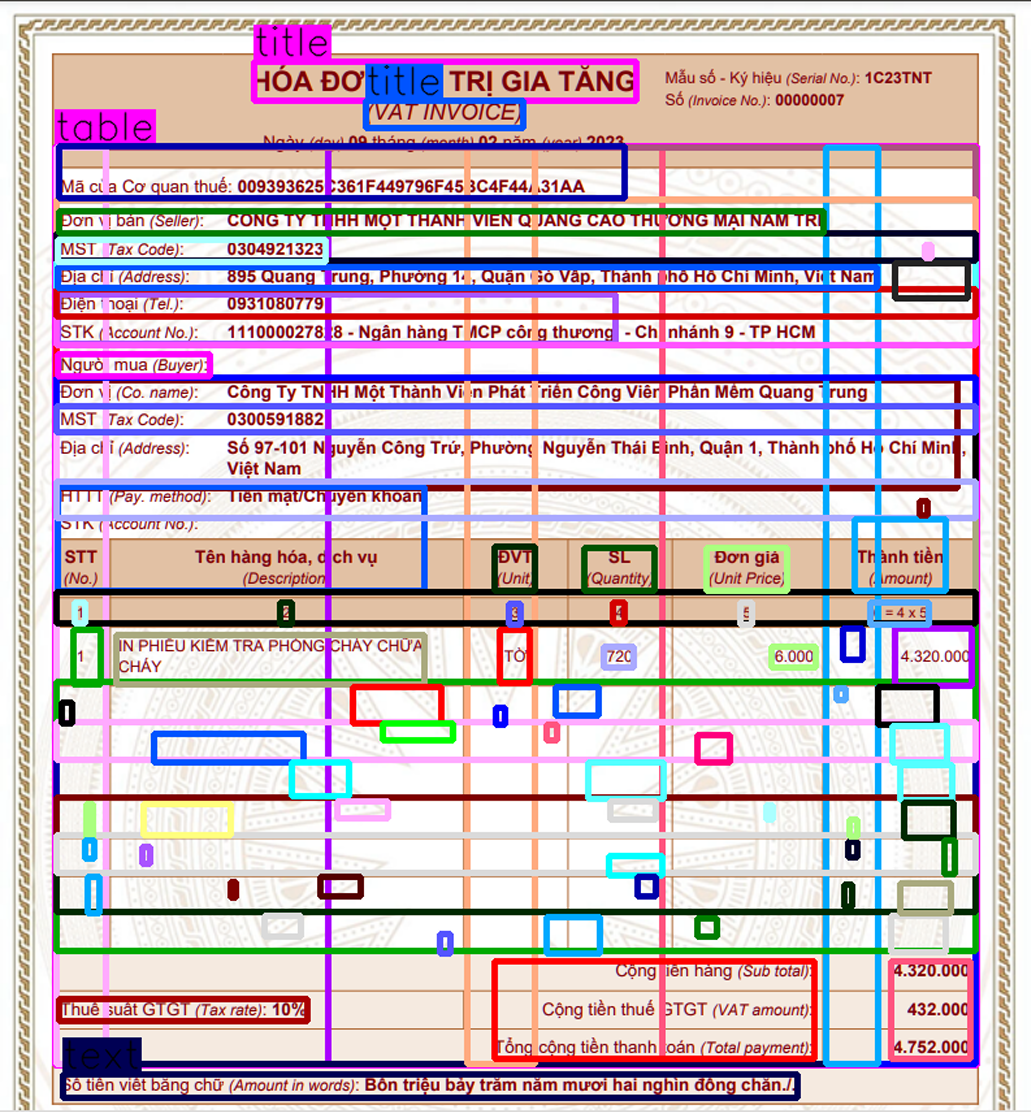 title
HÓA ĐƠ title TRỊ GIA TĂNG
(VAT INVOICE)
Mẫu số - Ký hiệu (Serial No.): 1C23TNT
Số (Invoice No.): 00000007
table
Ngày (day) 09 tháng (month) 02 năm (year) 2023
Mã của Cơ quan thuế: 009393625C361F449796F453C4F44A31AA
Đơn vị bán (Seller): CÔNG TY TNHH MỘT THÀNH VIÊN QUẢNG CÁO THƯƠNG MẠI NAM TRÍ
MST (Tax Code): 0304921323
Địa chỉ (Address): 895 Quang Trung, Phường 14, Quận Gò Vấp, Thành phố Hồ Chí Minh, Việt Nam
Điện thoại (Tel.): 0931080779
STK (Account No.): 111000027828 - Ngân hàng TMCP công thương - Chi nhánh 9 - TP HCM
Người mua (Buyer):
Đơn vị (Co. name): Công Ty TNHH Một Thành Viên Phát Triển Công Viên Phần Mềm Quang Trung
MST (Tax Code): 0300591882
Địa chỉ (Address): Số 97-101 Nguyễn Công Trứ, Phường Nguyễn Thái Bình, Quận 1, Thành phố Hồ Chí Minh,
Việt Nam
HTTT (Pay. method): Tiền mặt/Chuyển khoản
STK (Account No.):
STT Tên hàng hóa, dịch vụ ĐVT SL Đơn giá Thành tiền
(No.) (Description) (Unit) (Quantity) (Unit Price) (Amount)
1 2 3 4 5 6 = 4 x 5
1 IN PHIẾU KIỂM TRA PHÒNG CHÁY CHỮA TỜ 720 6.000 4.320.000
CHÁY
Cộng tiền hàng (Sub total): 4.320.000
Thuế suất GTGT (Tax rate): 10% Cộng tiền thuế GTGT (VAT amount): 432.000
Tổng cộng tiền thanh toán (Total payment): 4.752.000
text
Số tiền viết bằng chữ (Amount in words): Bốn triệu bảy trăm năm mươi hai nghìn đồng chẵn./.